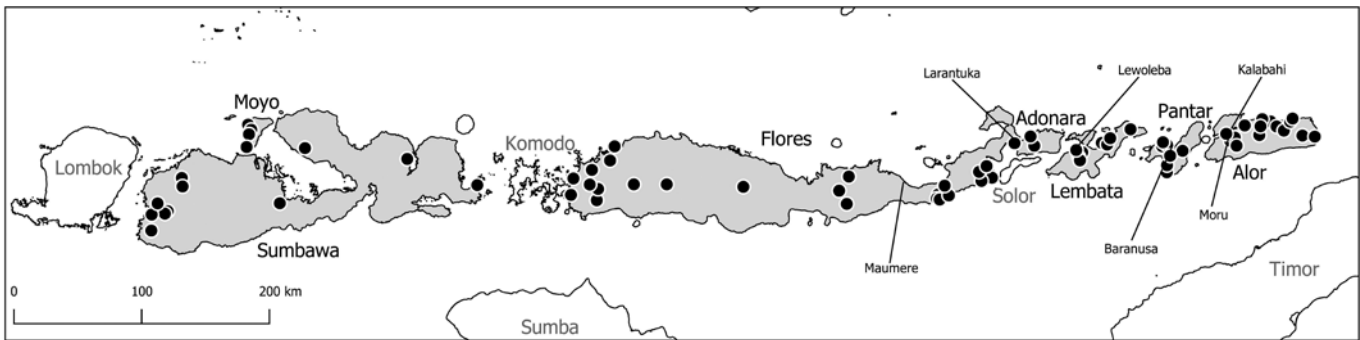 Larantuka
Lewoleba
Kalabahi
Moyo
Adonara
Pantar
Komodo
Flores
Lombok
Alor
Solor
Lembata
Moru
Sumbawa
Baranusa
Maumere
Timor
0 100 200 km
Sumba